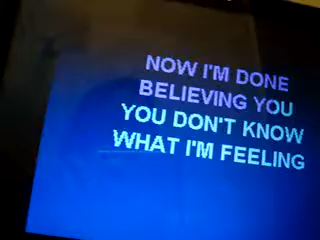 NOW I'M DONE
BELIEVING YOU
YOU DON'T KNOW
WHAT I'M FEELING